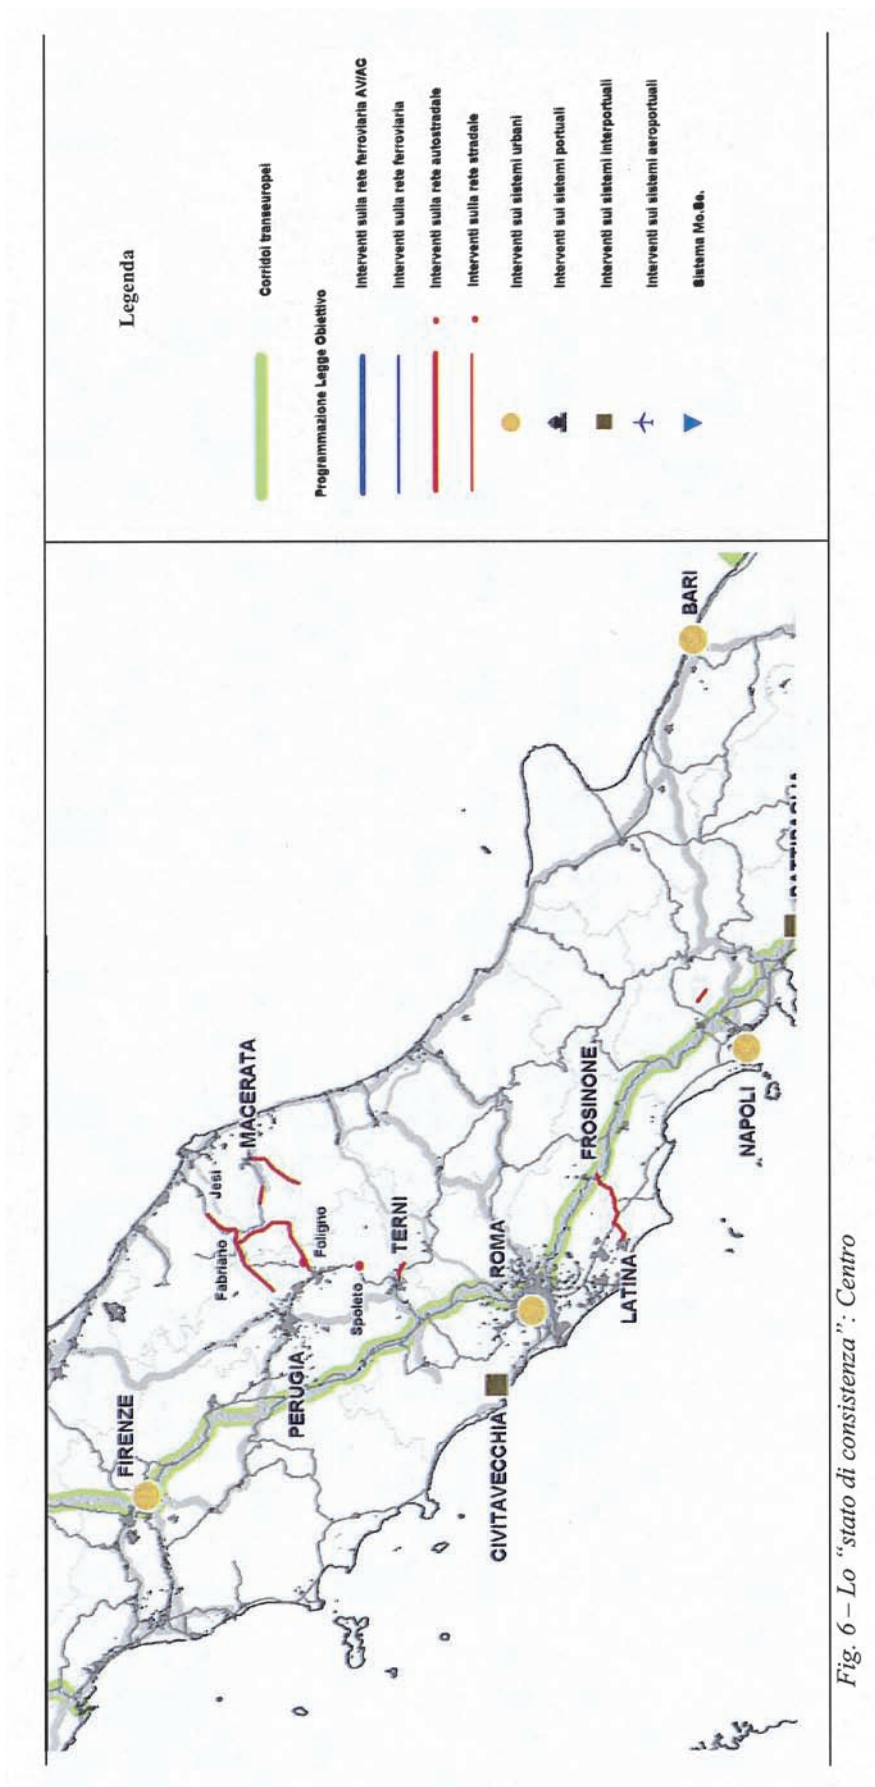 Legenda
Corridoi transeuropei
Programmazione Legge Obiettivo
Interventi sulla rete ferroviaria AV/AC
Interventi sulla rete ferroviaria
Interventi sulla rete autostradale
Interventi sulla rete stradale
Interventi sui sistemi urbani
Interventi sui sistemi portuali
Interventi sui sistemi interportuali
Interventi sui sistemi aeroportuali
Sistema Mo.Se.
FIRENZE
PERUGIA
Fabriano
Jesi
MACERATA
Foligno
Spoleto
TERNI
CIVITAVECCHIA
ROMA
LATINA
FROSINONE
NAPOLI
BARI
Fig. 6 – Lo “stato di consistenza”: Centro